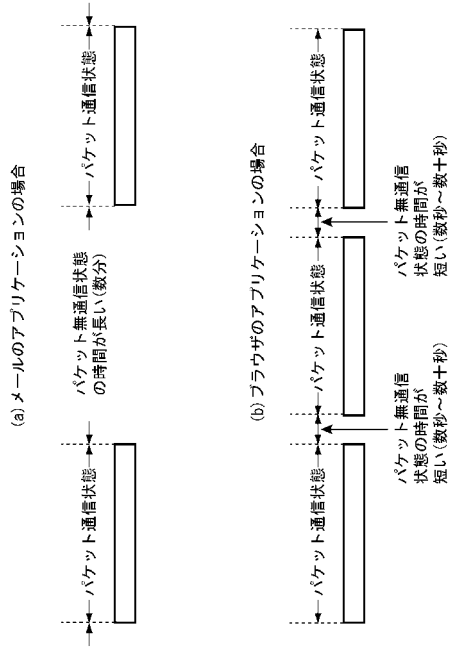 (a) メールのアプリケーションの場合
パケット通信状態
パケット無通信状態
の時間が長い(数分)
パケット通信状態
(b) ブラウザのアプリケーションの場合
パケット通信状態
パケット通信状態
パケット通信状態
パケット無通信
状態の時間が
短い(数秒～数十秒)
パケット無通信
状態の時間が
短い(数秒～数十秒)